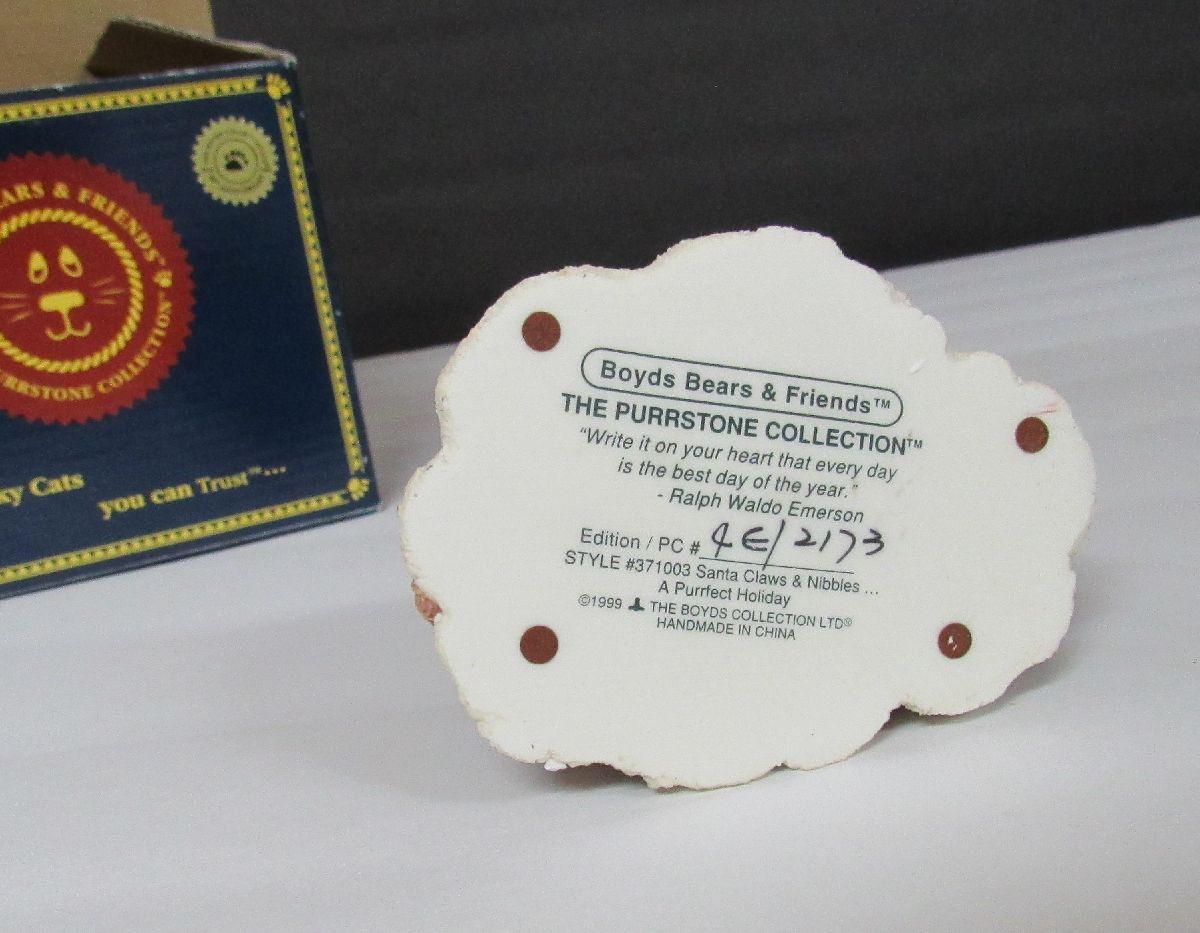 EARS & FRIENDS™
PURRSTONE COLLECTION™
ky Cats
you can Trust™...
Boyds Bears & Friends™
THE PURRSTONE COLLECTION™
"Write it on your heart that every day
is the best day of the year."
- Ralph Waldo Emerson
Edition / PC # 4E/2173
STYLE #371003 Santa Claws & Nibbles ...
A Purrfect Holiday
©1999 THE BOYDS COLLECTION LTD®
HANDMADE IN CHINA